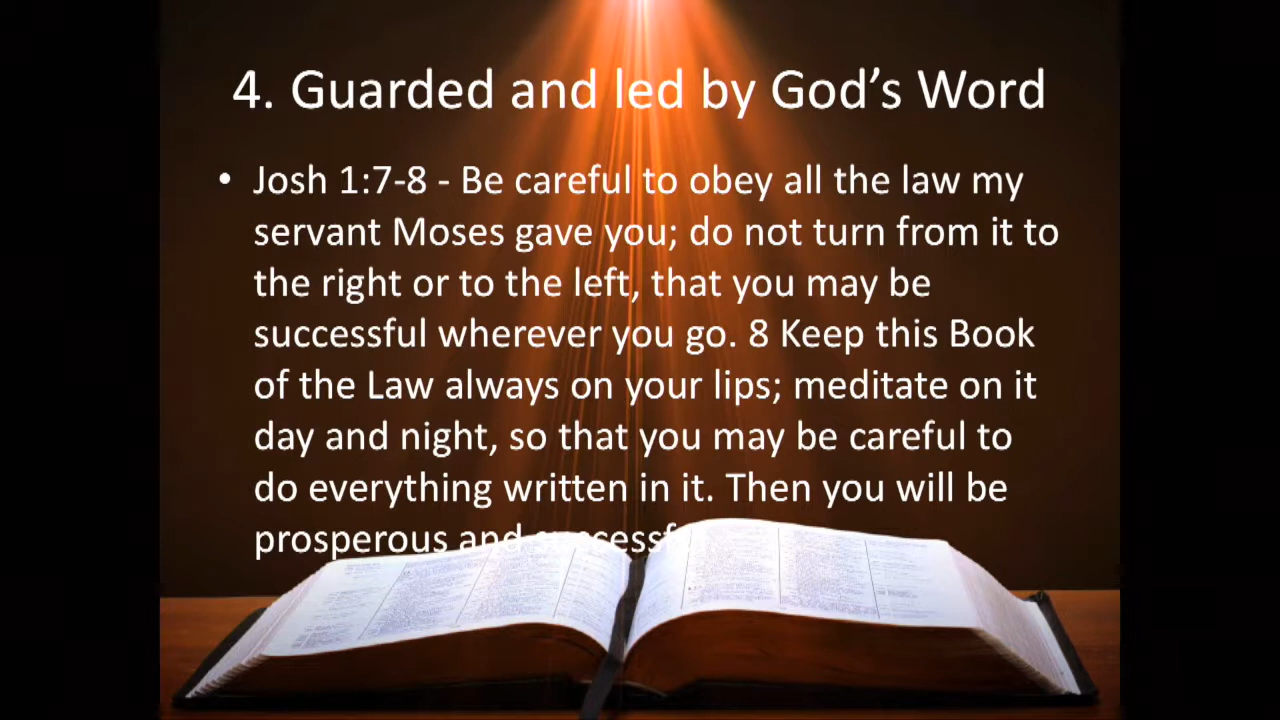 4. Guarded and led by God’s Word
• Josh 1:7-8 - Be careful to obey all the law my
servant Moses gave you; do not turn from it to
the right or to the left, that you may be
successful wherever you go. 8 Keep this Book
of the Law always on your lips; meditate on it
day and night, so that you may be careful to
do everything written in it. Then you will be
prosperous and successful.